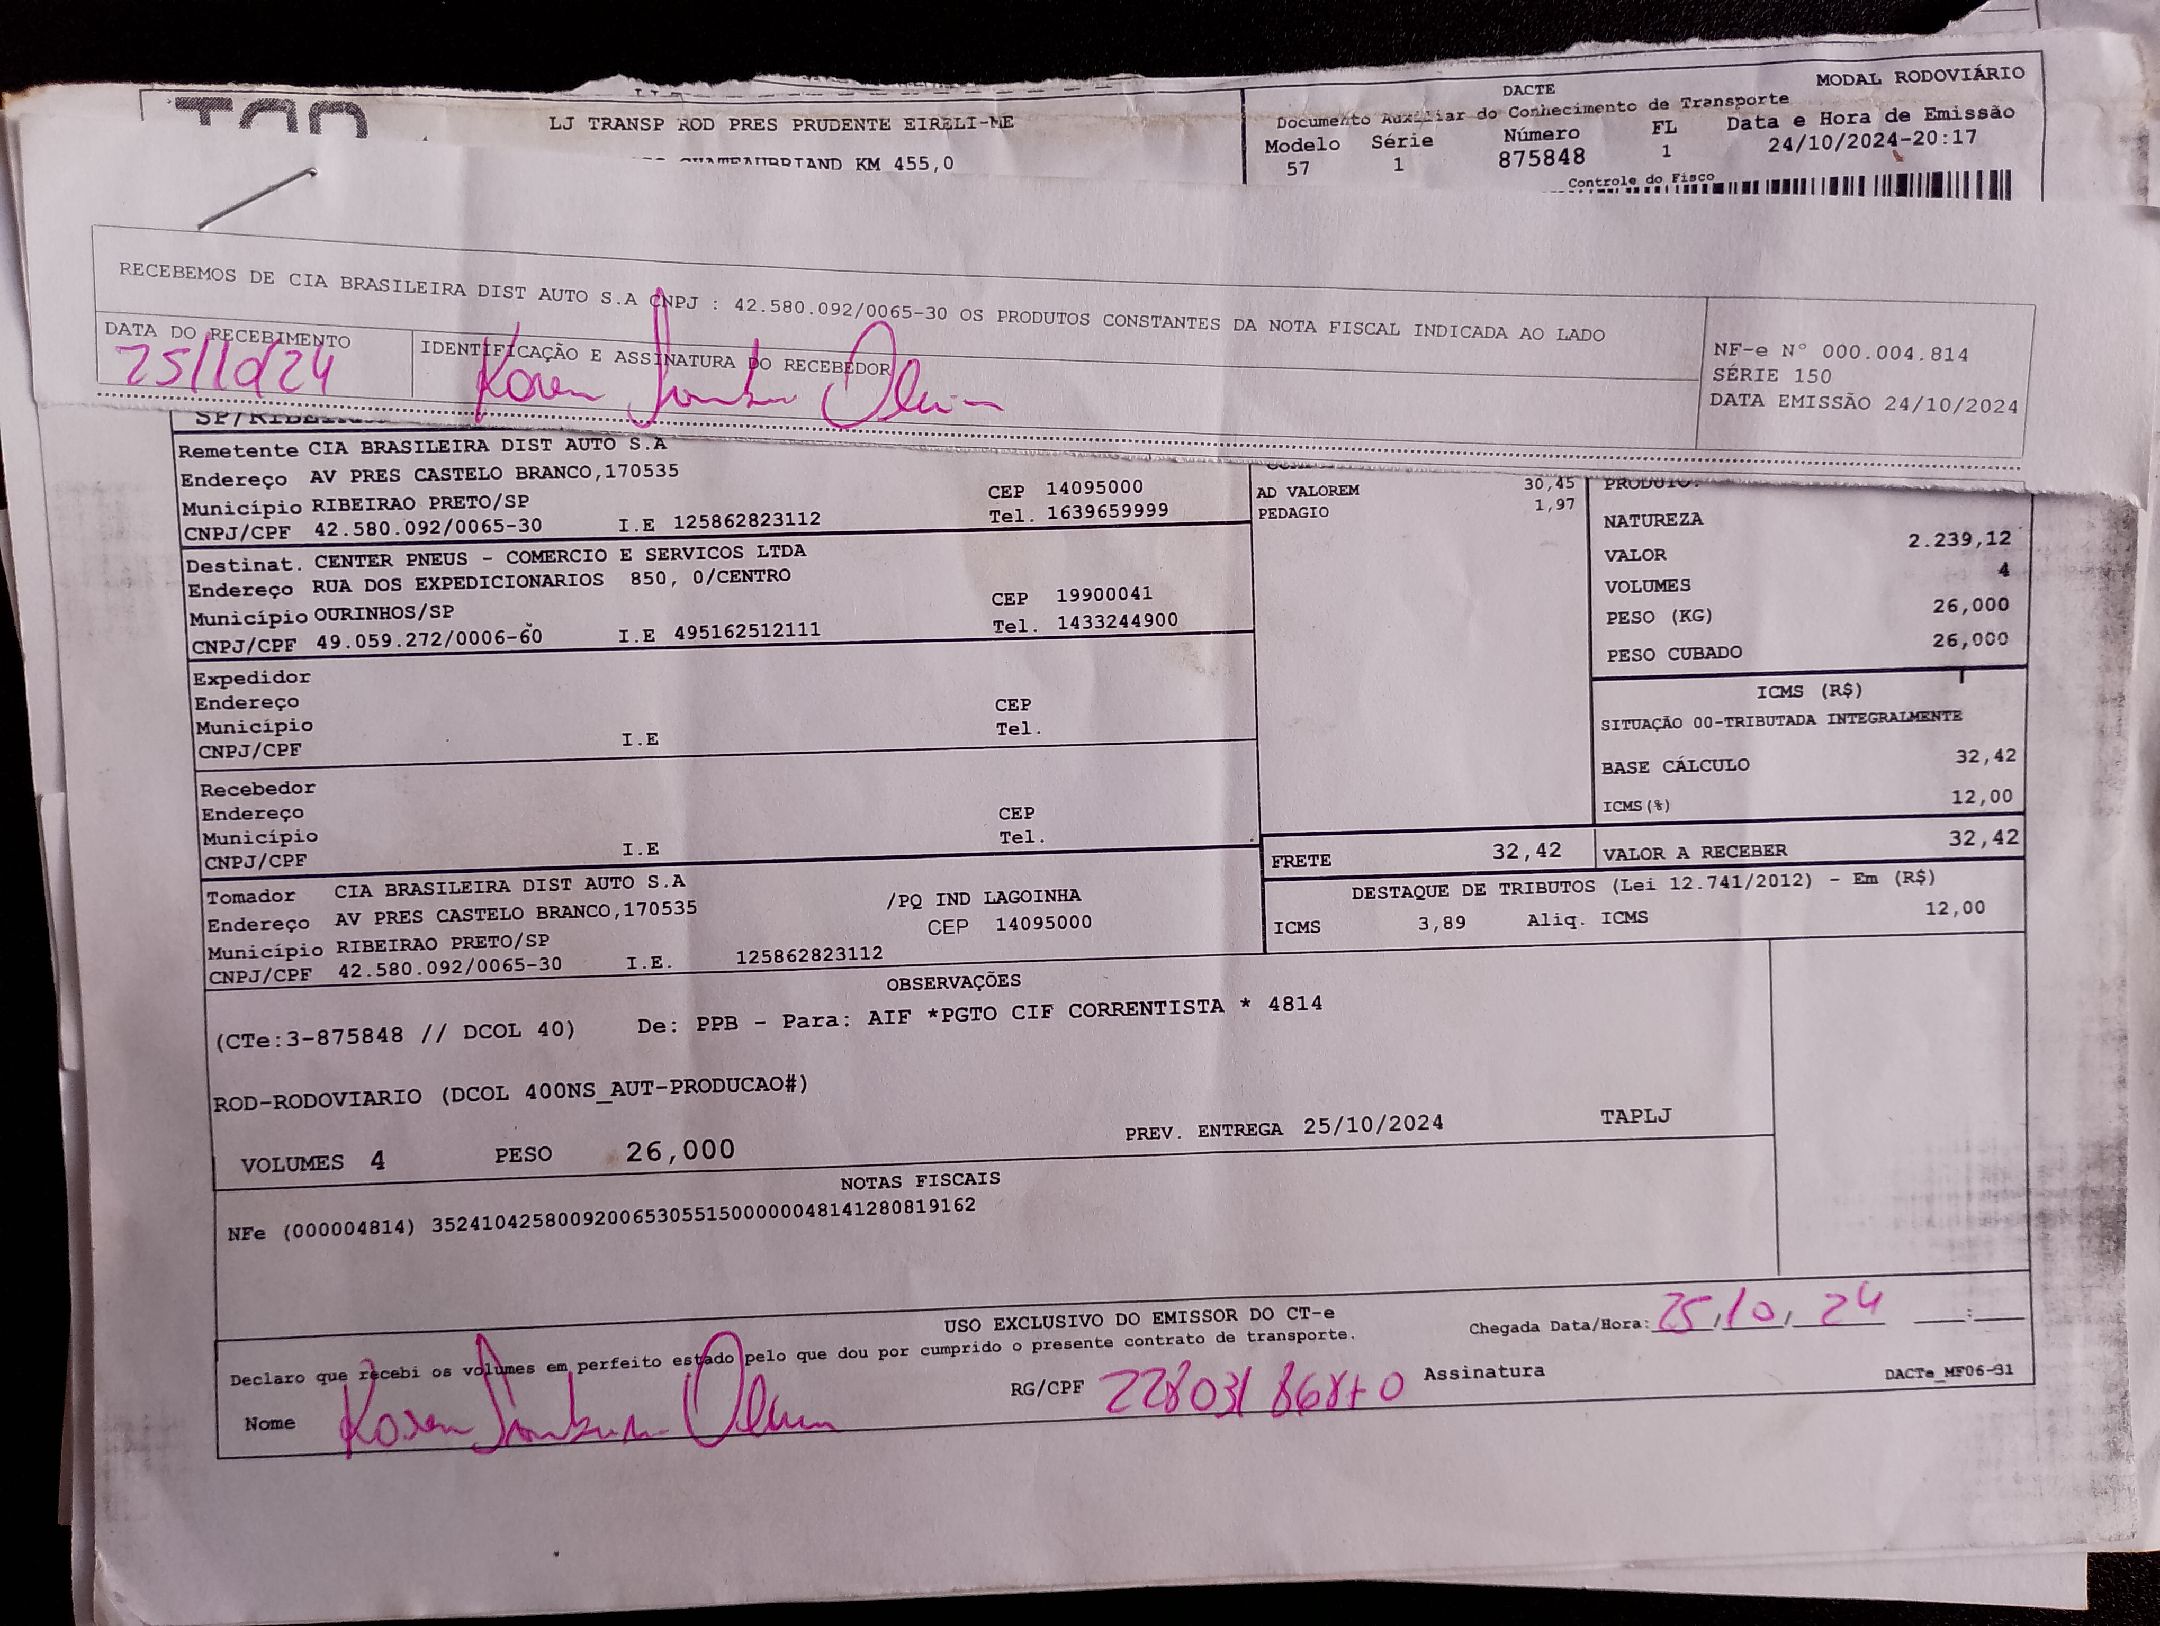 LJ TRANSP ROD PRES PRUDENTE EIRELI-ME
KM 455,0
DACTE
MODAL RODOVIÁRIO
Documento Auxiliar do Conhecimento de Transporte
Modelo Série Número FL Data e Hora de Emissão
57 1 875848 1 24/10/2024-20:17
Controle do Fisco
RECEBEMOS DE CIA BRASILEIRA DIST AUTO S.A CNPJ : 42.580.092/0065-30 OS PRODUTOS CONSTANTES DA NOTA FISCAL INDICADA AO LADO
DATA DO RECEBIMENTO
25/10/24
IDENTIFICAÇÃO E ASSINATURA DO RECEBEDOR
Karen
NF-e Nº 000.004.814
SÉRIE 150
DATA EMISSÃO 24/10/2024
Remetente CIA BRASILEIRA DIST AUTO S.A
Endereço AV PRES CASTELO BRANCO,170535
Município RIBEIRAO PRETO/SP CEP 14095000
CNPJ/CPF 42.580.092/0065-30 I.E 125862823112 Tel. 1639659999
Destinat. CENTER PNEUS - COMERCIO E SERVICOS LTDA
Endereço RUA DOS EXPEDICIONARIOS 850, 0/CENTRO
Município OURINHOS/SP CEP 19900041
CNPJ/CPF 49.059.272/0006-60 I.E 495162512111 Tel. 1433244900
Expedidor
Endereço CEP
Município Tel.
CNPJ/CPF I.E
Recebedor
Endereço CEP
Município Tel.
CNPJ/CPF I.E
Tomador CIA BRASILEIRA DIST AUTO S.A
Endereço AV PRES CASTELO BRANCO,170535 /PQ IND LAGOINHA
Município RIBEIRAO PRETO/SP CEP 14095000
CNPJ/CPF 42.580.092/0065-30 I.E. 125862823112
AD VALOREM 30,45
PEDAGIO 1,97
FRETE 32,42
PRODUTO.
NATUREZA
VALOR 2.239,12
VOLUMES 4
PESO (KG) 26,000
PESO CUBADO 26,000
ICMS (R$)
SITUAÇÃO 00-TRIBUTADA INTEGRALMENTE
BASE CÁLCULO 32,42
ICMS(%) 12,00
VALOR A RECEBER 32,42
DESTAQUE DE TRIBUTOS (Lei 12.741/2012) - Em (R$)
ICMS 3,89 Aliq. ICMS 12,00
OBSERVAÇÕES
(CTe:3-875848 // DCOL 40) De: PPB - Para: AIF *PGTO CIF CORRENTISTA * 4814
ROD-RODOVIARIO (DCOL 400NS_AUT-PRODUCAO#)
VOLUMES 4 PESO 26,000 PREV. ENTREGA 25/10/2024 TAPLJ
NOTAS FISCAIS
NFe (000004814) 35241042580092006530551500000048141280819162
USO EXCLUSIVO DO EMISSOR DO CT-e
Declaro que recebi os volumes em perfeito estado pelo que dou por cumprido o presente contrato de transporte.
Chegada Data/Hora: 25,10,24 __:__
Nome Karen
RG/CPF
Assinatura
DACTe_MF06-31